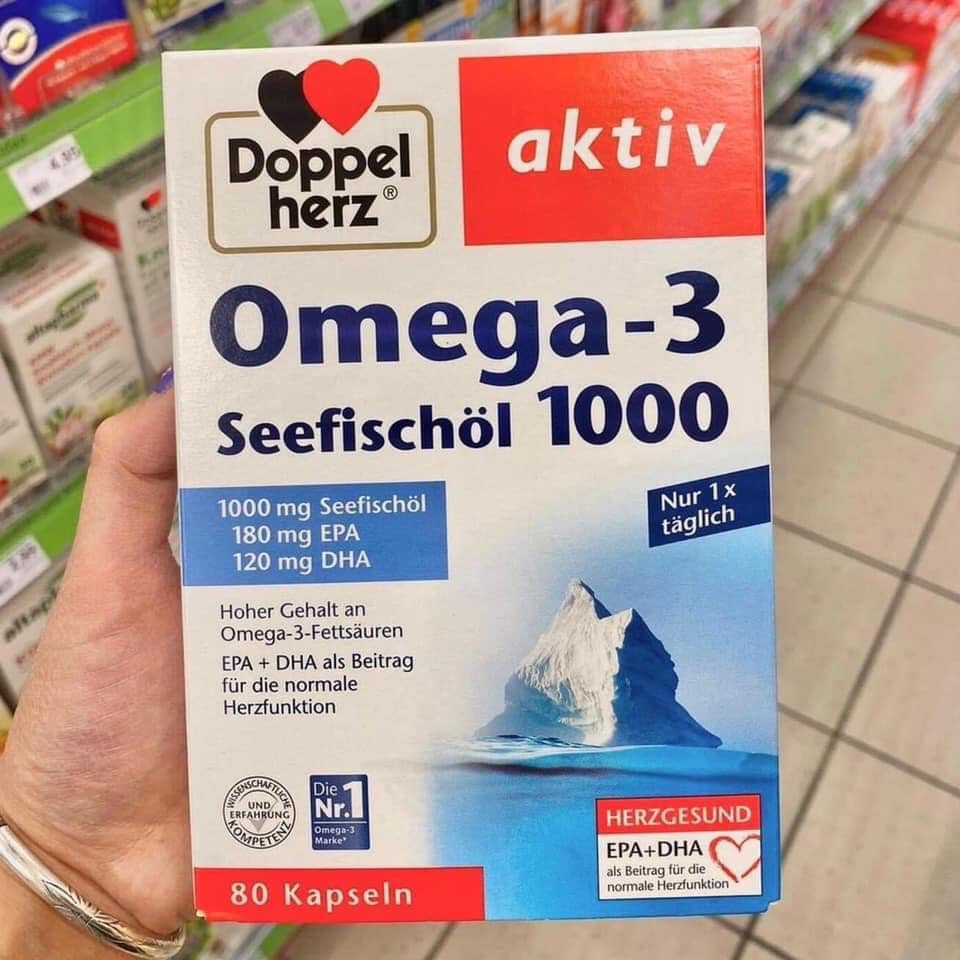 Doppel
herz®
aktiv
Omega-3
Seefischöl 1000
1000 mg Seefischöl
180 mg EPA
120 mg DHA
Nur 1x
täglich
Hoher Gehalt an
Omega-3-Fettsäuren
EPA + DHA als Beitrag
für die normale
Herzfunktion
WISSENSCHAFTLICHE
UND
ERFAHRUNG
KOMPETENZ
Die
Nr.1
Omega-3
Marke*
HERZGESUND
EPA+DHA
als Beitrag für die
normale Herzfunktion
80 Kapseln
altapharma